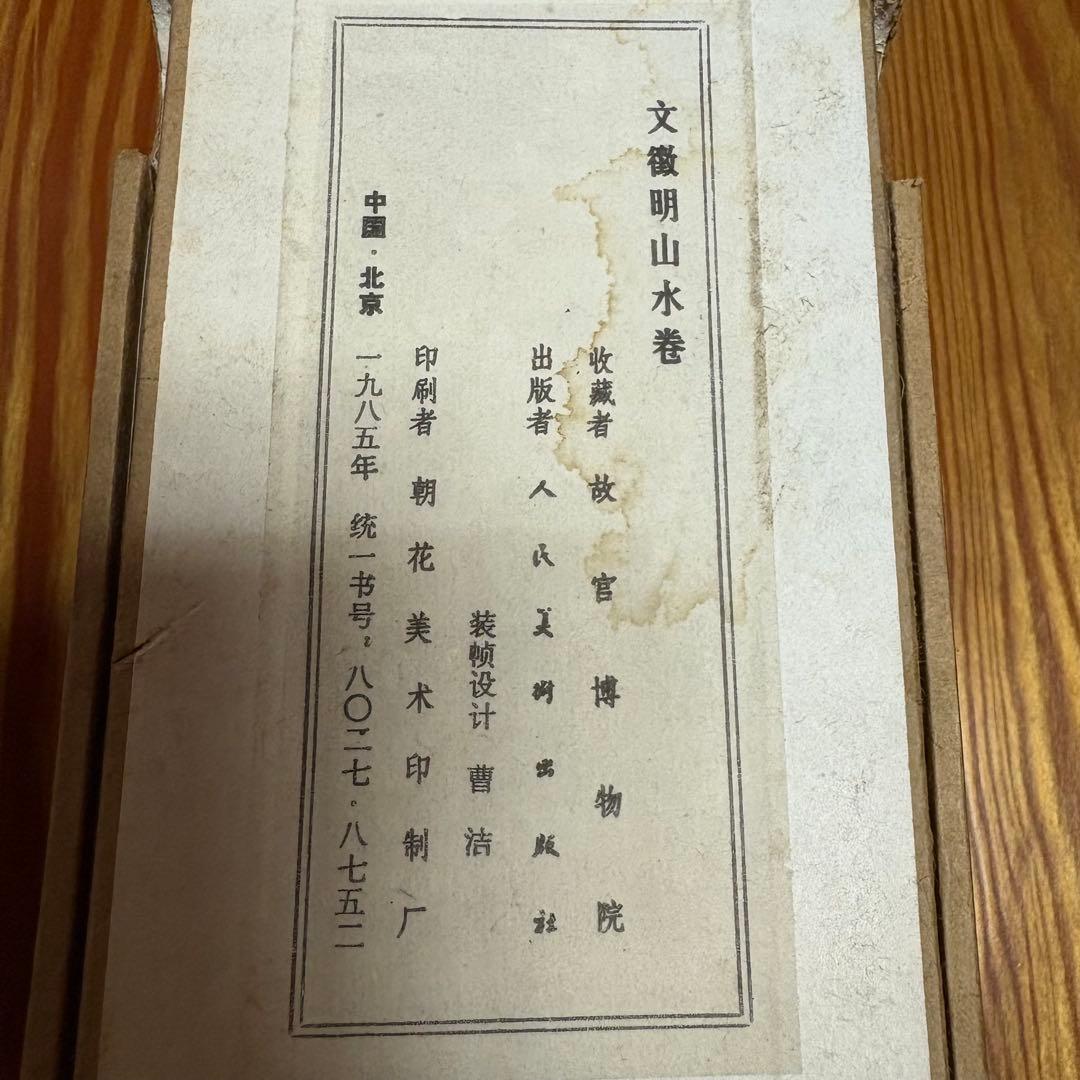 文徵明山水卷
收藏者 故宫博物院
出版者 人民美術出版社
装帧设计 曹洁
印刷者 朝花美术印制厂
中国·北京 一九八五年 统一书号:八〇二七·八七五二